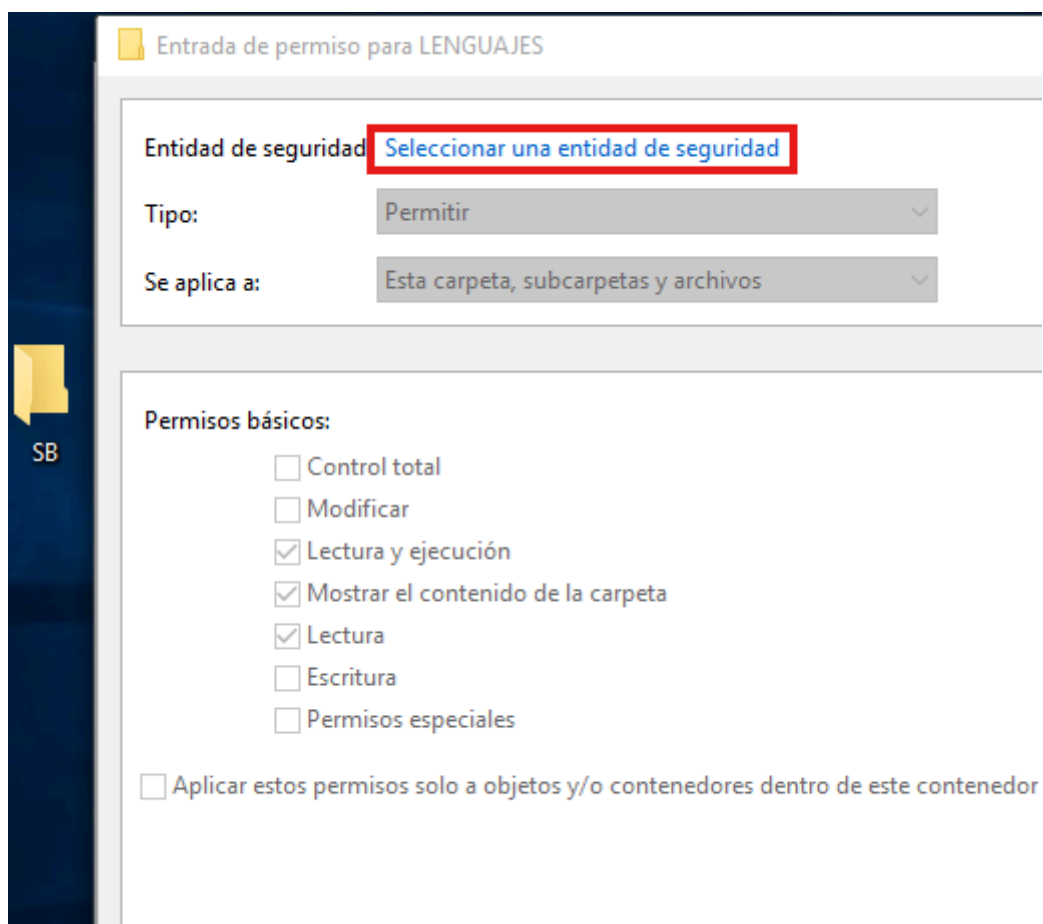 Entrada de permiso para LENGUAJES
Entidad de seguridad Seleccionar una entidad de seguridad
Tipo: Permitir
Se aplica a: Esta carpeta, subcarpetas y archivos
SB
Permisos básicos:
Control total
Modificar
Lectura y ejecución
Mostrar el contenido de la carpeta
Lectura
Escritura
Permisos especiales
Aplicar estos permisos solo a objetos y/o contenedores dentro de este contenedor